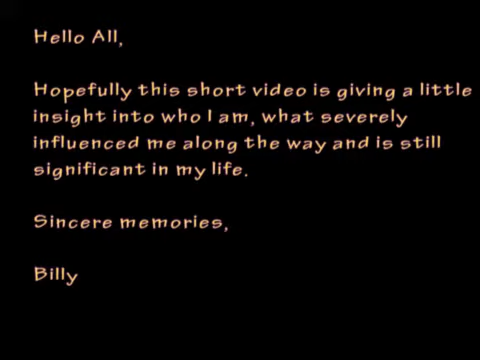 Hello All,
Hopefully this short video is giving a little
insight into who I am, what severely
influenced me along the way and is still
significant in my life.
Sincere memories,
Billy